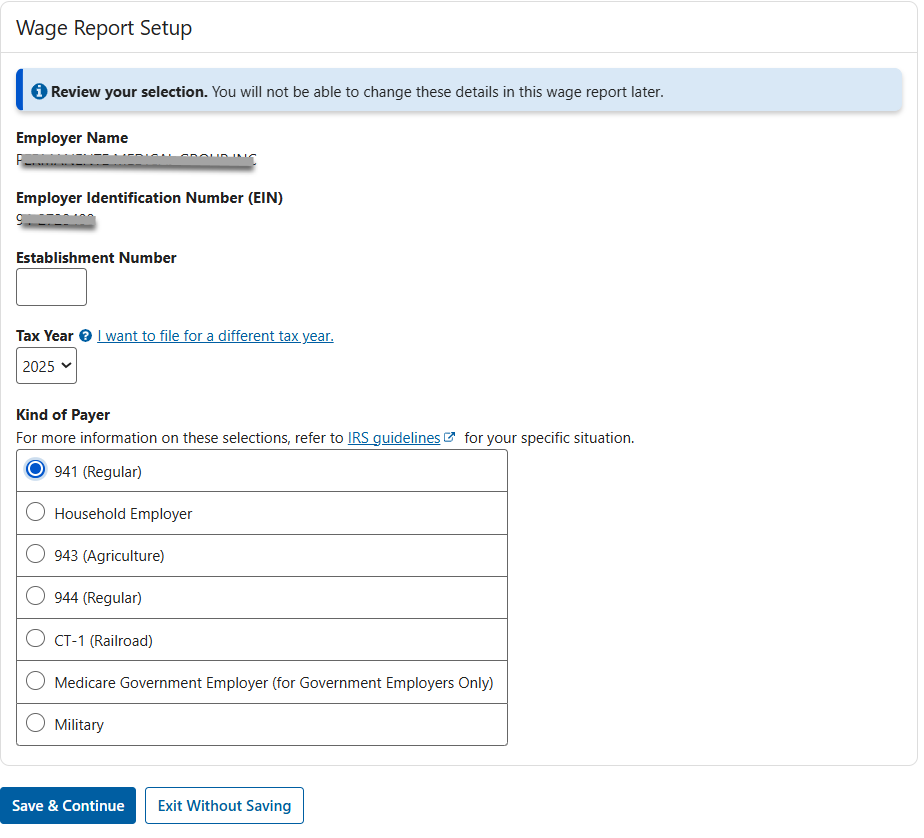 Wage Report Setup
Review your selection. You will not be able to change these details in this wage report later.
Employer Name
Employer Identification Number (EIN)
Establishment Number
Tax Year ? I want to file for a different tax year.
2025
Kind of Payer
For more information on these selections, refer to IRS guidelines for your specific situation.
941 (Regular)
Household Employer
943 (Agriculture)
944 (Regular)
CT-1 (Railroad)
Medicare Government Employer (for Government Employers Only)
Military
Save & Continue
Exit Without Saving